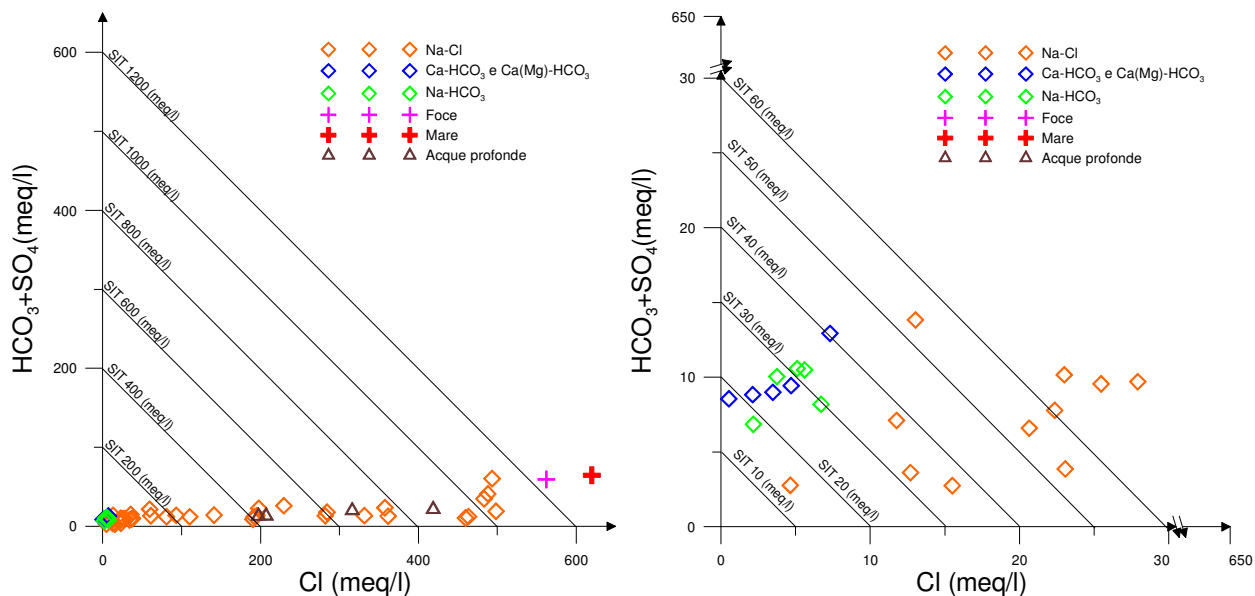 600
400
200
0
HCO₃+SO₄(meq/l)
SIT 1200 (meq/l)
SIT 1000 (meq/l)
SIT 800 (meq/l)
SIT 600 (meq/l)
SIT 400 (meq/l)
SIT 200 (meq/l)
Na-Cl
Ca-HCO₃ e Ca(Mg)-HCO₃
Na-HCO₃
Foce
Mare
Acque profonde
0 200 400 600
Cl (meq/l)
650
30
20
10
0
HCO₃+SO₄(meq/l)
SIT 60 (meq/l)
SIT 50 (meq/l)
SIT 40 (meq/l)
SIT 30 (meq/l)
SIT 20 (meq/l)
SIT 10 (meq/l)
Na-Cl
Ca-HCO₃ e Ca(Mg)-HCO₃
Na-HCO₃
Foce
Mare
Acque profonde
0 10 20 30 650
Cl (meq/l)